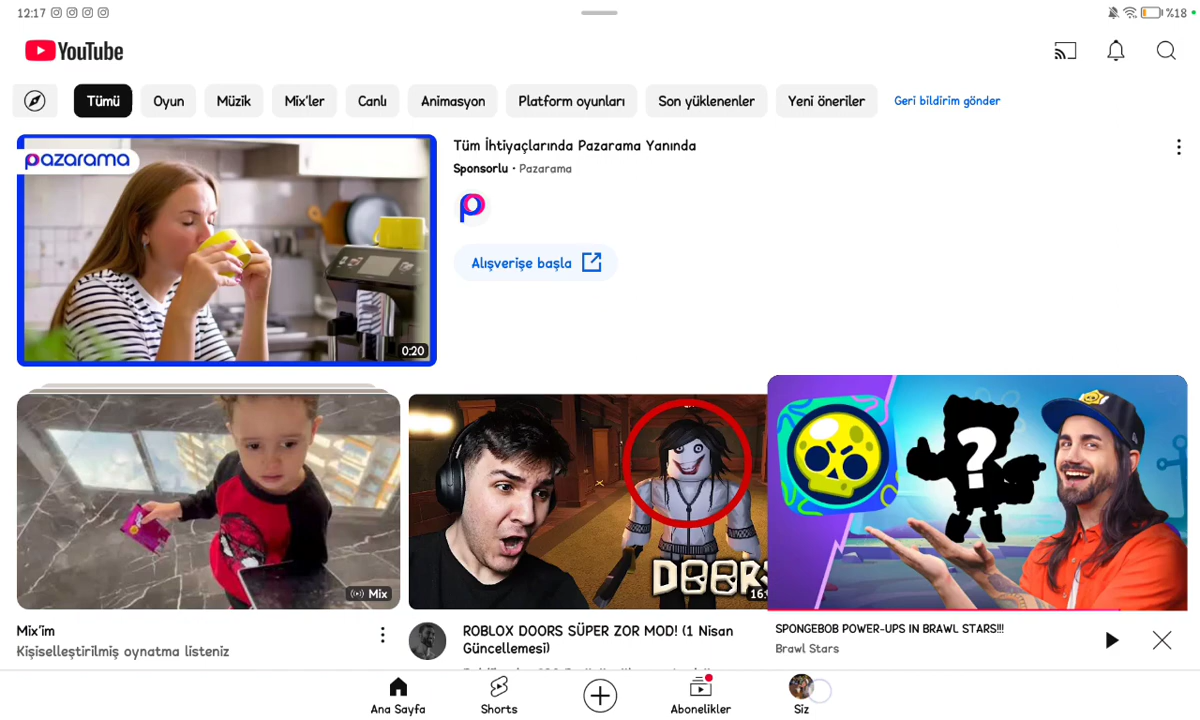 12:17
%18
YouTube
Tümü
Oyun
Müzik
Mix'ler
Canlı
Animasyon
Platform oyunları
Son yüklenenler
Yeni öneriler
Geri bildirim gönder
pazarama
0:20
Tüm İhtiyaçlarında Pazarama Yanında
Sponsorlu · Pazarama
Alışverişe başla
Mix
Mix'im
Kişiselleştirilmiş oynatma listeniz
DOORS
16:
ROBLOX DOORS SÜPER ZOR MOD! (1 Nisan
Güncellemesi)
?
SPONGEBOB POWER-UPS IN BRAWL STARS!!!
Brawl Stars
Ana Sayfa
Shorts
Abonelikler
Siz